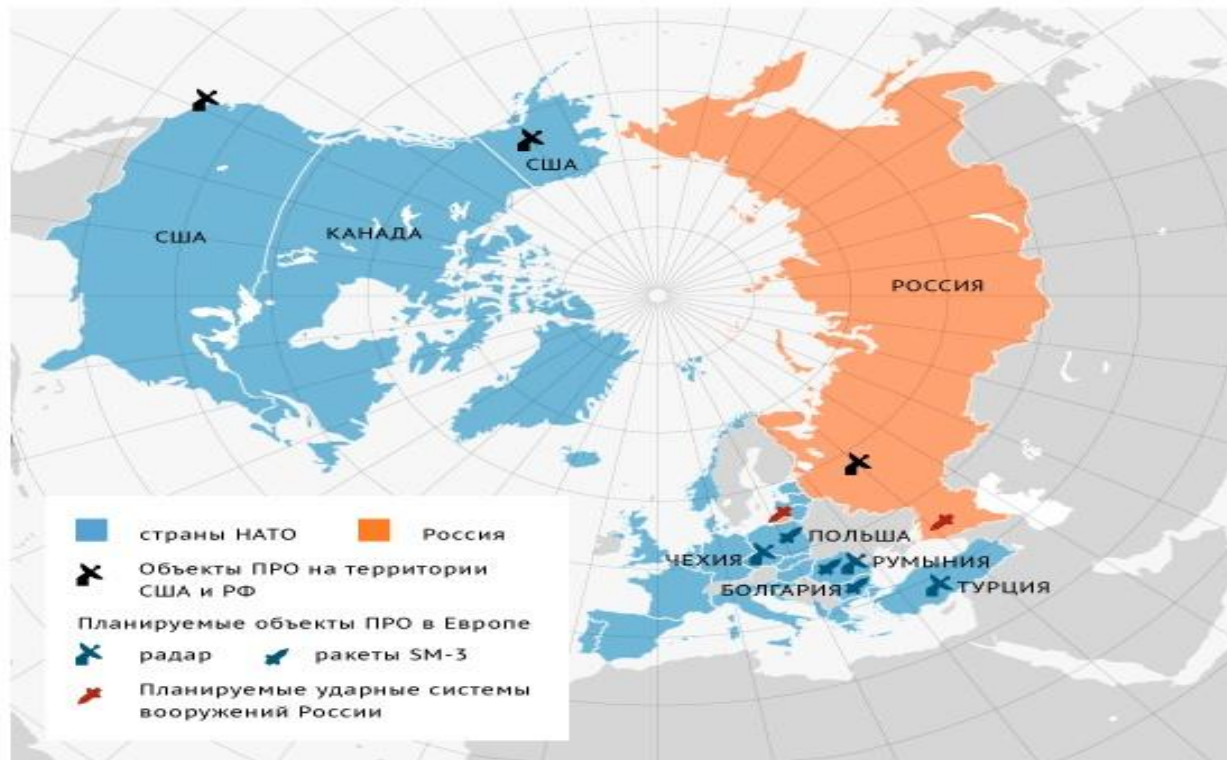 США
США
КАНАДА
РОССИЯ
ПОЛЬША
ЧЕХИЯ
РУМЫНИЯ
БОЛГАРИЯ
ТУРЦИЯ
страны НАТО
Россия
Объекты ПРО на территории
США и РФ
Планируемые объекты ПРО в Европе
радар
ракеты SM-3
Планируемые ударные системы
вооружений России